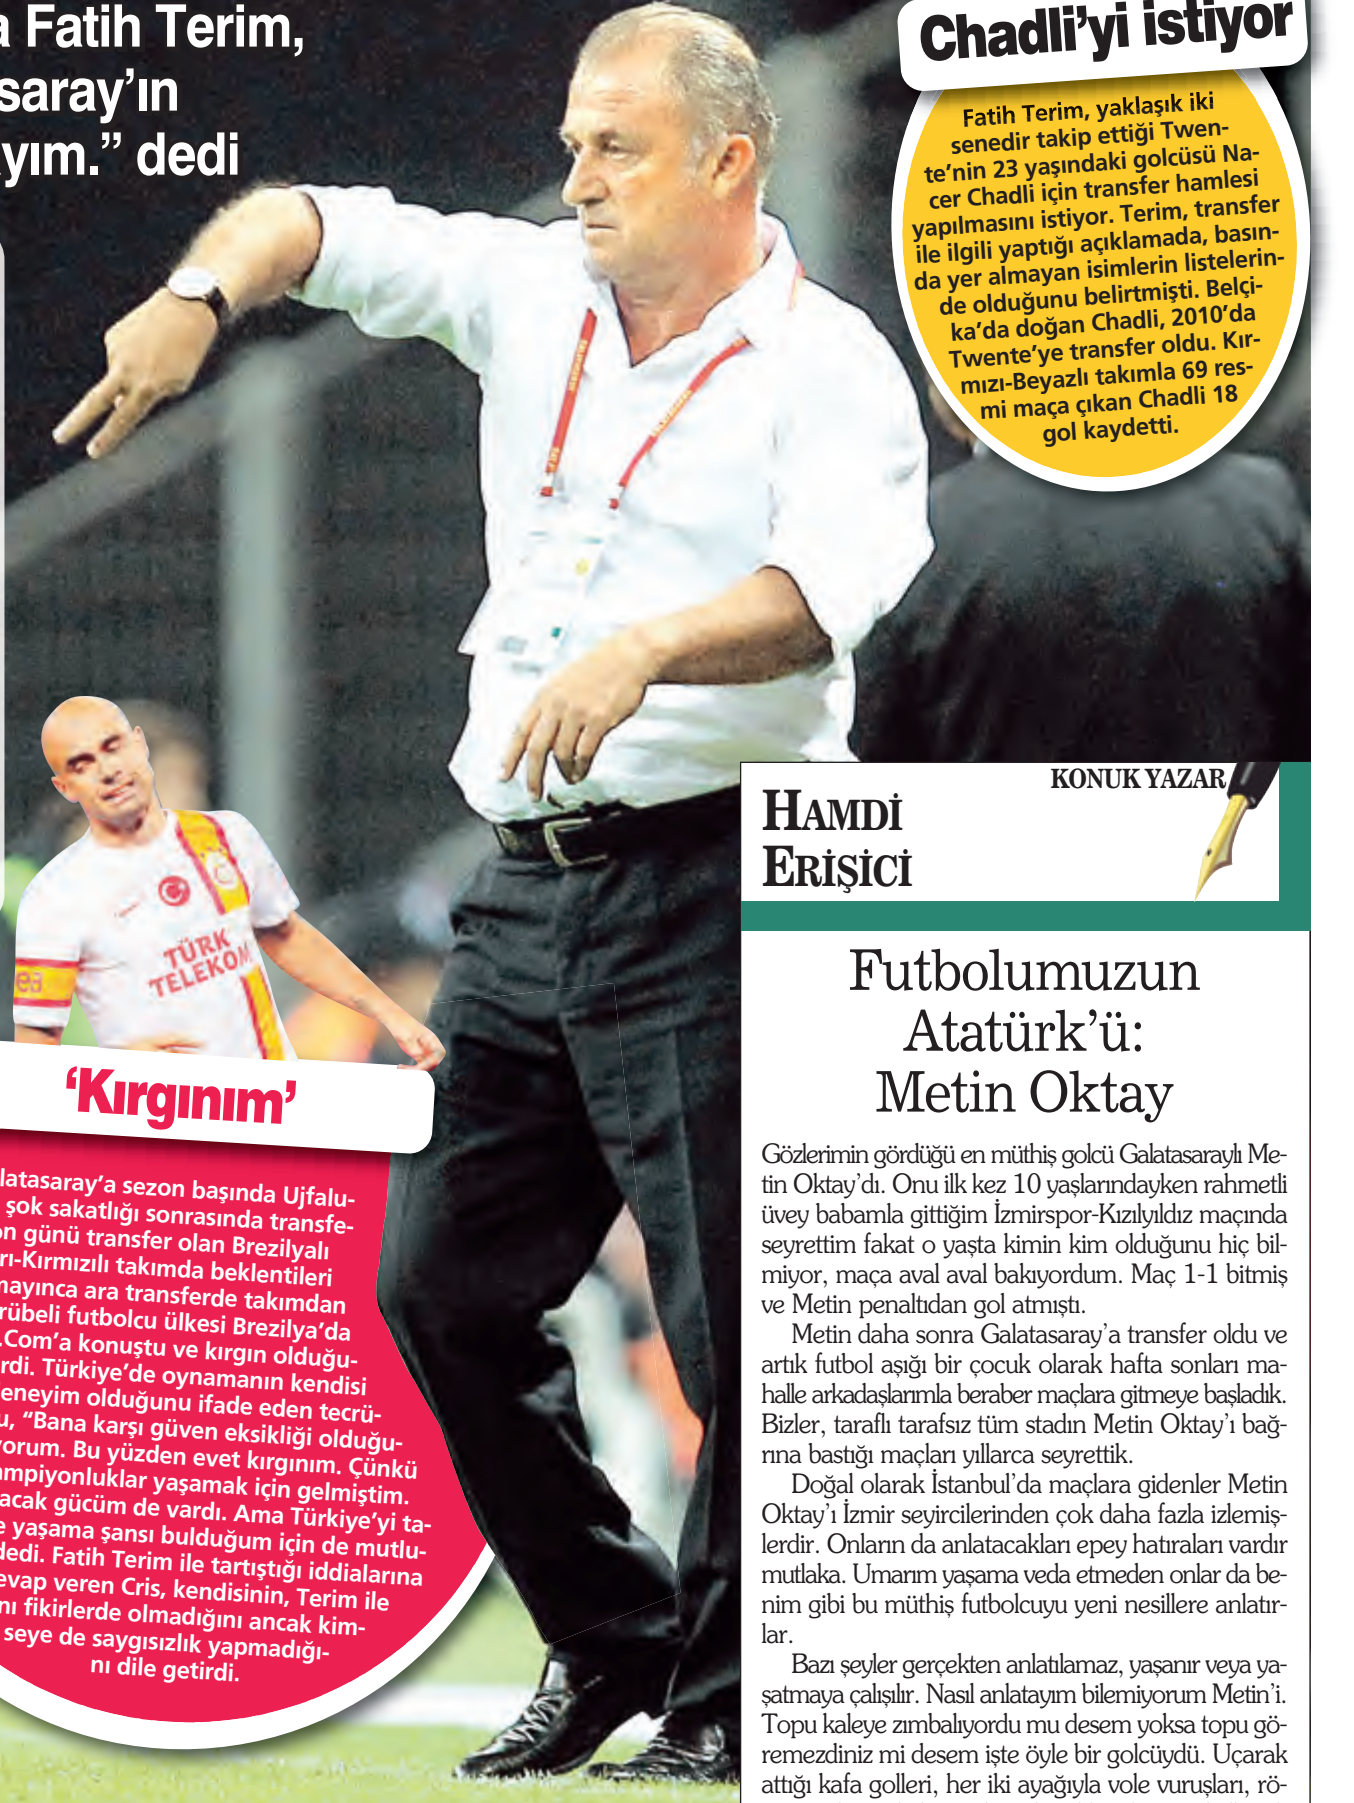 a Fatih Terim,
saray’ın
yım.” dedi
Chadli’yi istiyor
Fatih Terim, yaklaşık iki
senedir takip ettiği Twen-
te’nin 23 yaşındaki golcüsü Na-
cer Chadli için transfer hamlesi
yapılmasını istiyor. Terim, transfer
ile ilgili yaptığı açıklamada, basın-
da yer almayan isimlerin listelerin-
de olduğunu belirtmişti. Belçi-
ka’da doğan Chadli, 2010’da
Twente’ye transfer oldu. Kır-
mızı-Beyazlı takımla 69 res-
mi maça çıkan Chadli 18
gol kaydetti.
TÜRK
TELEKOM
‘Kırgınım’
latasaray’a sezon başında Ujfalu-
şok sakatlığı sonrasında transfe-
on günü transfer olan Brezilyalı
rı-Kırmızılı takımda beklentileri
mayınca ara transferde takımdan
rübeli futbolcu ülkesi Brezilya’da
.Com’a konuştu ve kırgın olduğu-
rdi. Türkiye’de oynamanın kendisi
eneyim olduğunu ifade eden tecrü-
u, “Bana karşı güven eksikliği olduğu-
yorum. Bu yüzden evet kırgınım. Çünkü
ampiyonluklar yaşamak için gelmiştim.
acak gücüm de vardı. Ama Türkiye’yi ta-
e yaşama şansı bulduğum için de mutlu-
dedi. Fatih Terim ile tartıştığı iddialarına
evap veren Cris, kendisinin, Terim ile
nı fikirlerde olmadığını ancak kim-
seye de saygısızlık yapmadığı-
nı dile getirdi.
KONUK YAZAR
HAMDİ
ERİŞİCİ
Futbolumuzun
Atatürk’ü:
Metin Oktay
Gözlerimin gördüğü en müthiş golcü Galatasaraylı Me-
tin Oktay’dı. Onu ilk kez 10 yaşlarındayken rahmetli
üvey babamla gittiğim İzmirspor-Kızılyıldız maçında
seyrettim fakat o yaşta kimin kim olduğunu hiç bil-
miyor, maça aval aval bakıyordum. Maç 1-1 bitmiş
ve Metin penaltıdan gol atmıştı.
Metin daha sonra Galatasaray’a transfer oldu ve
artık futbol aşığı bir çocuk olarak hafta sonları ma-
halle arkadaşlarımla beraber maçlara gitmeye başladık.
Bizler, taraflı tarafsız tüm stadın Metin Oktay’ı bağ-
rına bastığı maçları yıllarca seyrettik.
Doğal olarak İstanbul’da maçlara gidenler Metin
Oktay’ı İzmir seyircilerinden çok daha fazla izlemiş-
lerdir. Onların da anlatacakları epey hatıraları vardır
mutlaka. Umarım yaşama veda etmeden onlar da be-
nim gibi bu müthiş futbolcuyu yeni nesillere anlatır-
lar.
Bazı şeyler gerçekten anlatılamaz, yaşanır veya ya-
şatmaya çalışılır. Nasıl anlatayım bilemiyorum Metin’i.
Topu kaleye zımbalıyordu mu desem yoksa topu gö-
remezdiniz mi desem işte öyle bir golcüydü. Uçarak
attığı kafa golleri, her iki ayağıyla vole vuruşları, rö-